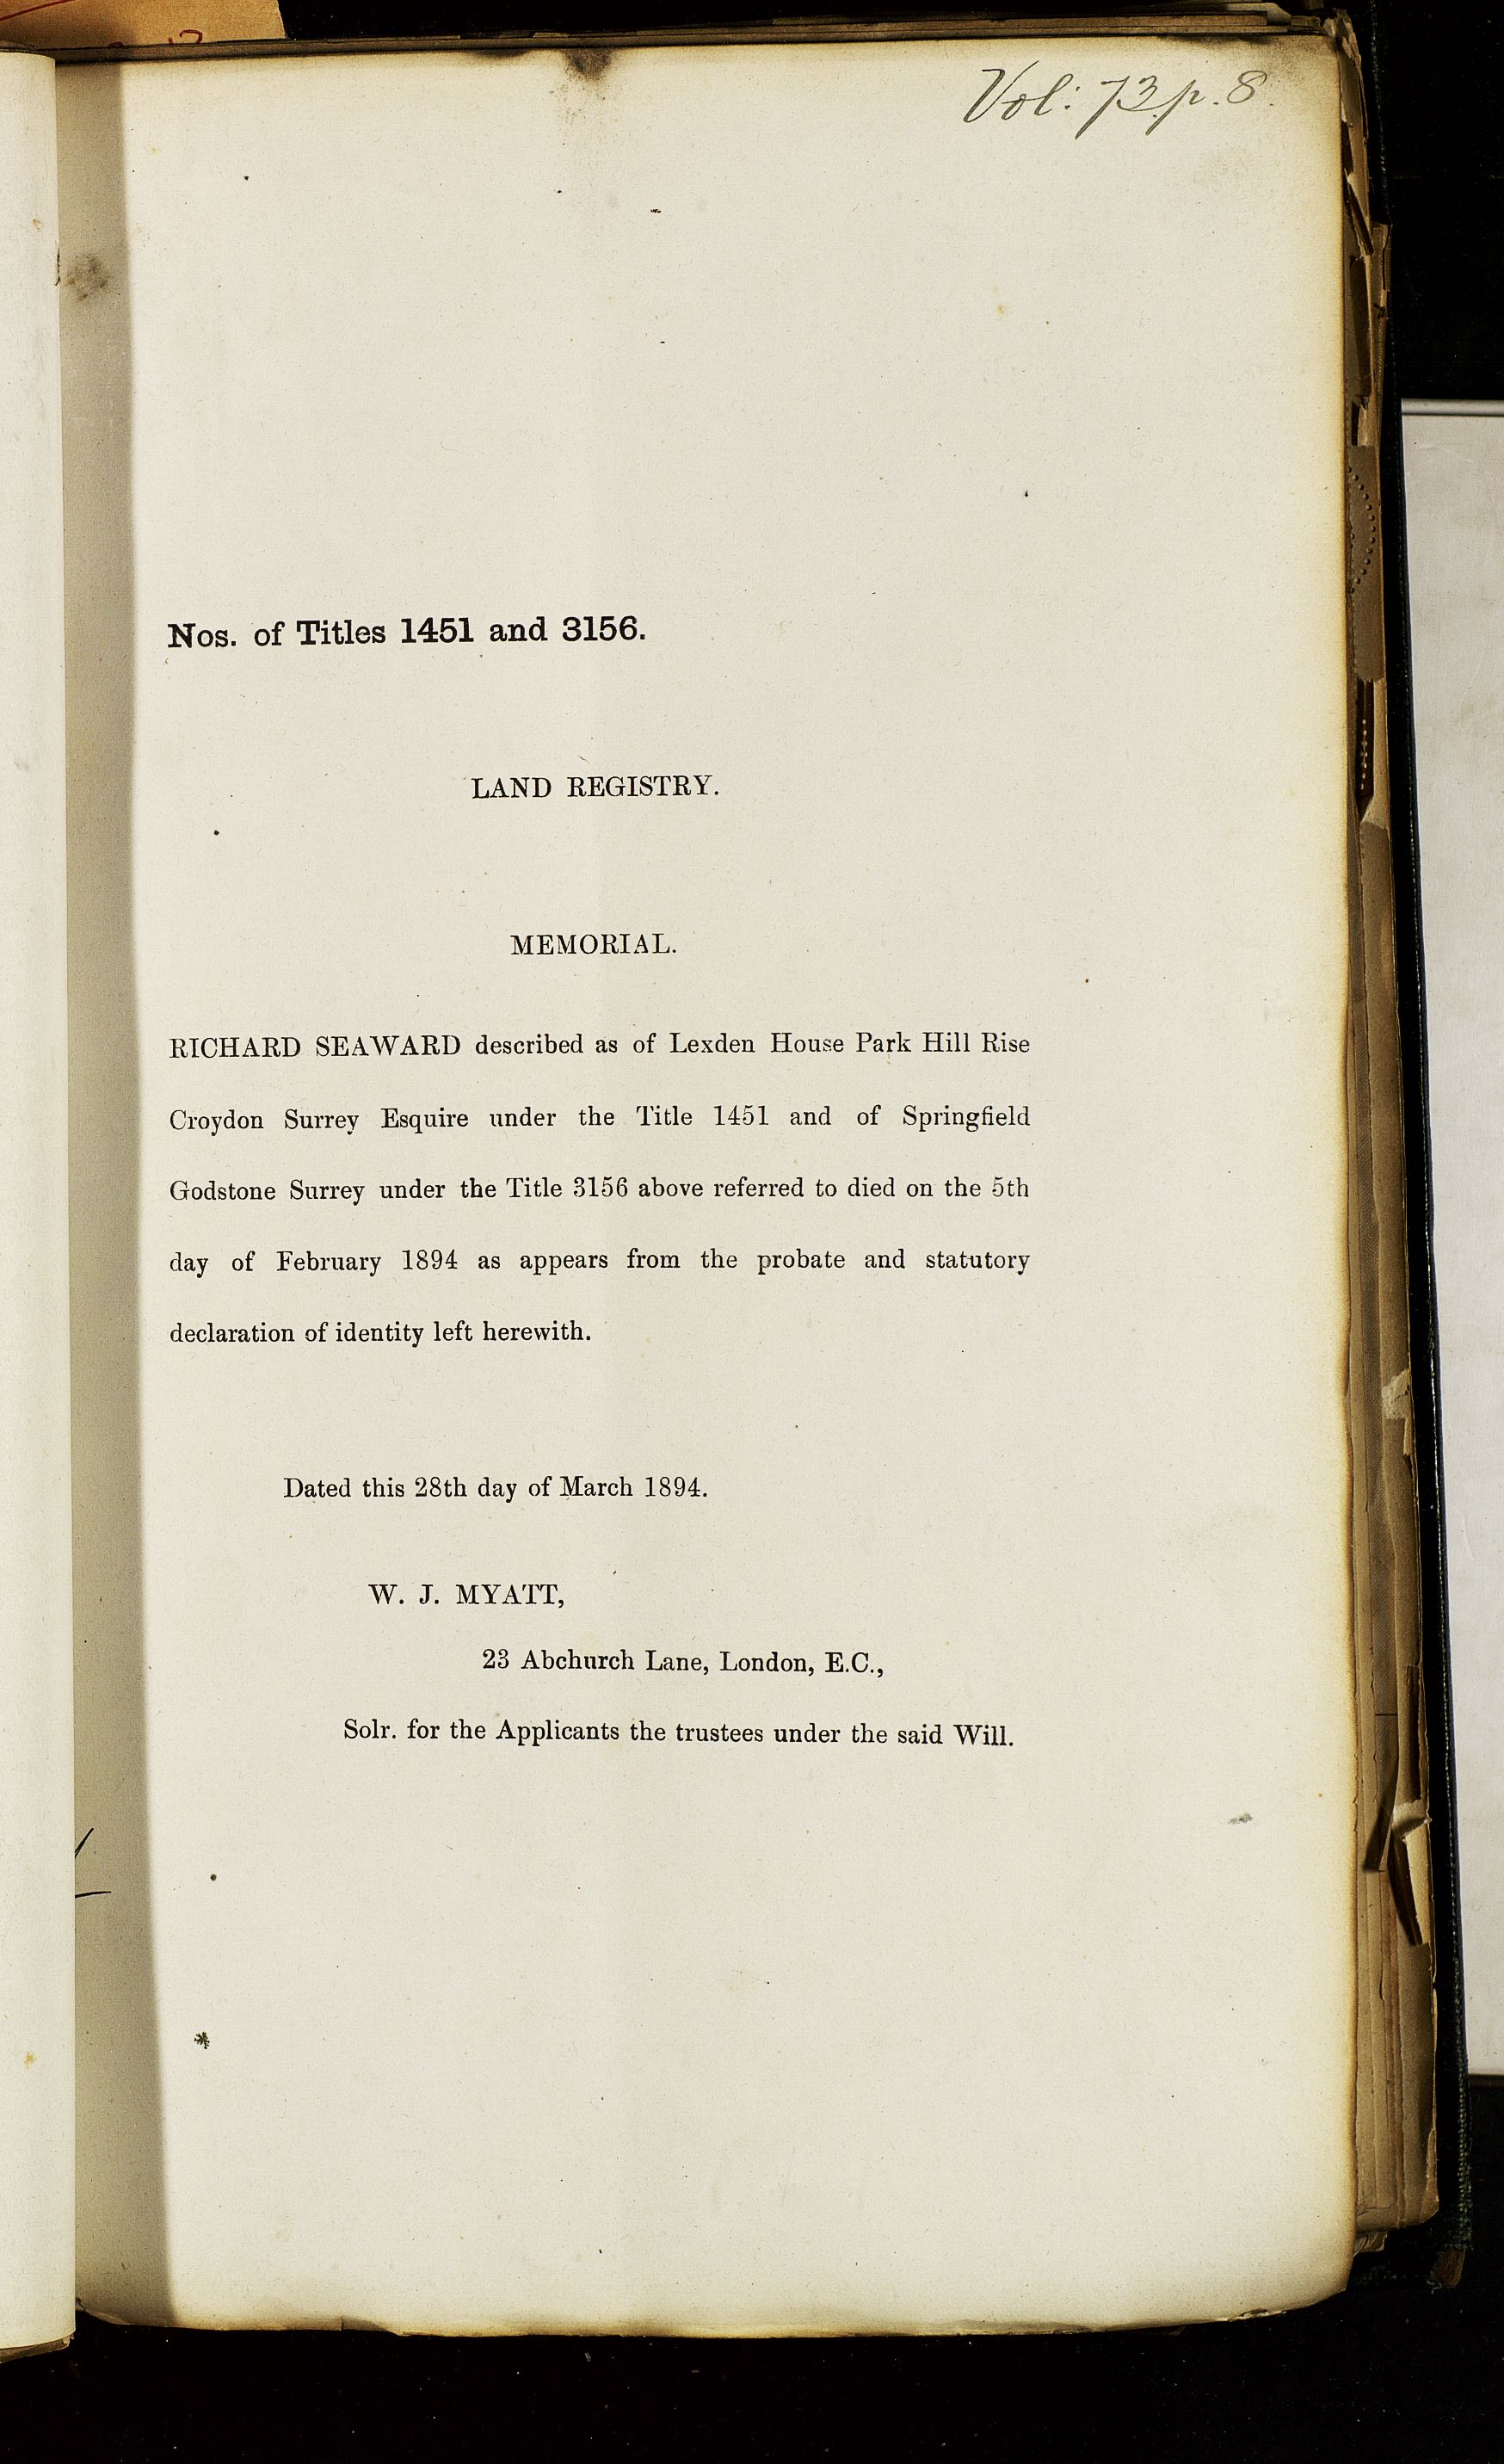 Vol: 73 p. 8.
Nos. of Titles 1451 and 3156.
LAND REGISTRY.
MEMORIAL.
RICHARD SEAWARD described as of Lexden House Park Hill Rise
Croydon Surrey Esquire under the Title 1451 and of Springfield
Godstone Surrey under the Title 3156 above referred to died on the 5th
day of February 1894 as appears from the probate and statutory
declaration of identity left herewith.
Dated this 28th day of March 1894.
W. J. MYATT,
23 Abchurch Lane, London, E.C.,
Solr. for the Applicants the trustees under the said Will.